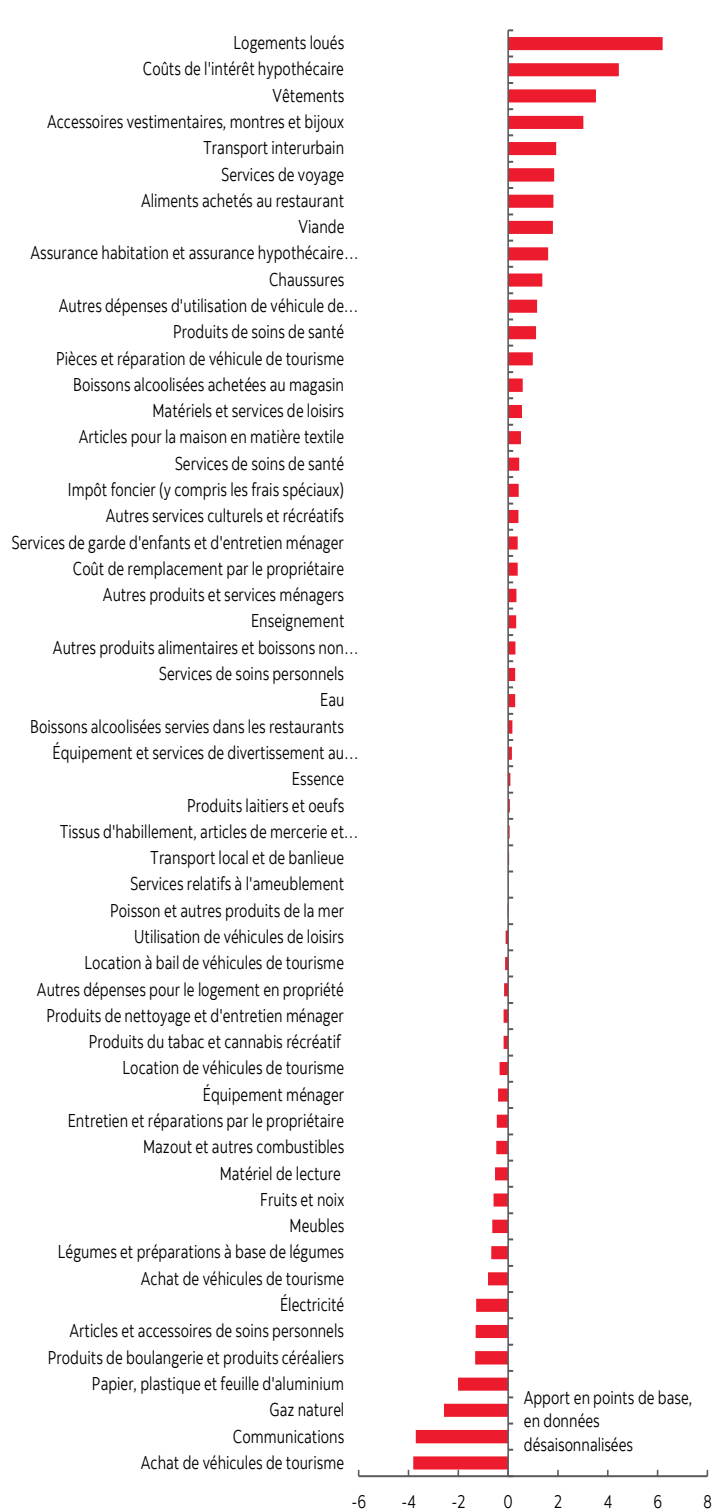 Logements loués
Coûts de l'intérêt hypothécaire
Vêtements
Accessoires vestimentaires, montres et bijoux
Transport interurbain
Services de voyage
Aliments achetés au restaurant
Viande
Assurance habitation et assurance hypothécaire…
Chaussures
Autres dépenses d'utilisation de véhicule de…
Produits de soins de santé
Pièces et réparation de véhicule de tourisme
Boissons alcoolisées achetées au magasin
Matériels et services de loisirs
Articles pour la maison en matière textile
Services de soins de santé
Impôt foncier (y compris les frais spéciaux)
Autres services culturels et récréatifs
Services de garde d'enfants et d'entretien ménager
Coût de remplacement par le propriétaire
Autres produits et services ménagers
Enseignement
Autres produits alimentaires et boissons non…
Services de soins personnels
Eau
Boissons alcoolisées servies dans les restaurants
Équipement et services de divertissement au…
Essence
Produits laitiers et oeufs
Tissus d'habillement, articles de mercerie et…
Transport local et de banlieue
Services relatifs à l'ameublement
Poisson et autres produits de la mer
Utilisation de véhicules de loisirs
Location à bail de véhicules de tourisme
Autres dépenses pour le logement en propriété
Produits de nettoyage et d'entretien ménager
Produits du tabac et cannabis récréatif
Location de véhicules de tourisme
Équipement ménager
Entretien et réparations par le propriétaire
Mazout et autres combustibles
Matériel de lecture
Fruits et noix
Meubles
Légumes et préparations à base de légumes
Achat de véhicules de tourisme
Électricité
Articles et accessoires de soins personnels
Produits de boulangerie et produits céréaliers
Papier, plastique et feuille d'aluminium
Gaz naturel
Communications
Achat de véhicules de tourisme
Apport en points de base,
en données
désaisonnalisées
-6 -4 -2 0 2 4 6 8